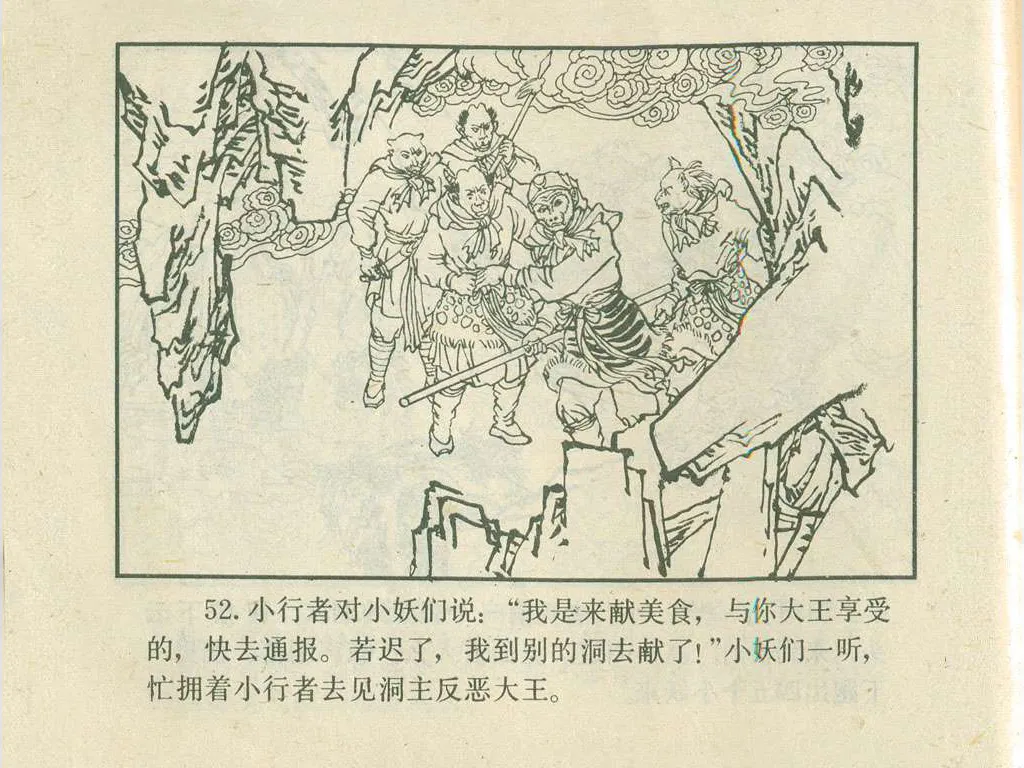 52. 小行者对小妖们说：“我是来献美食，与你大王享受
的，快去通报。若迟了，我到别的洞去献了！”小妖们一听，
忙拥着小行者去见洞主反恶大王。